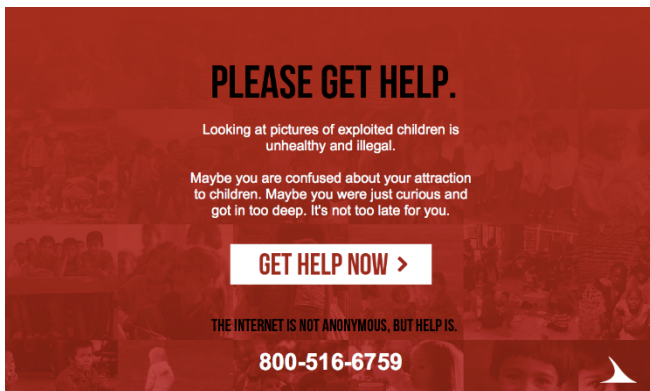 PLEASE GET HELP.
Looking at pictures of exploited children is
unhealthy and illegal.
Maybe you are confused about your attraction
to children. Maybe you were just curious and
got in too deep. It's not too late for you.
GET HELP NOW >
THE INTERNET IS NOT ANONYMOUS, BUT HELP IS.
800-516-6759